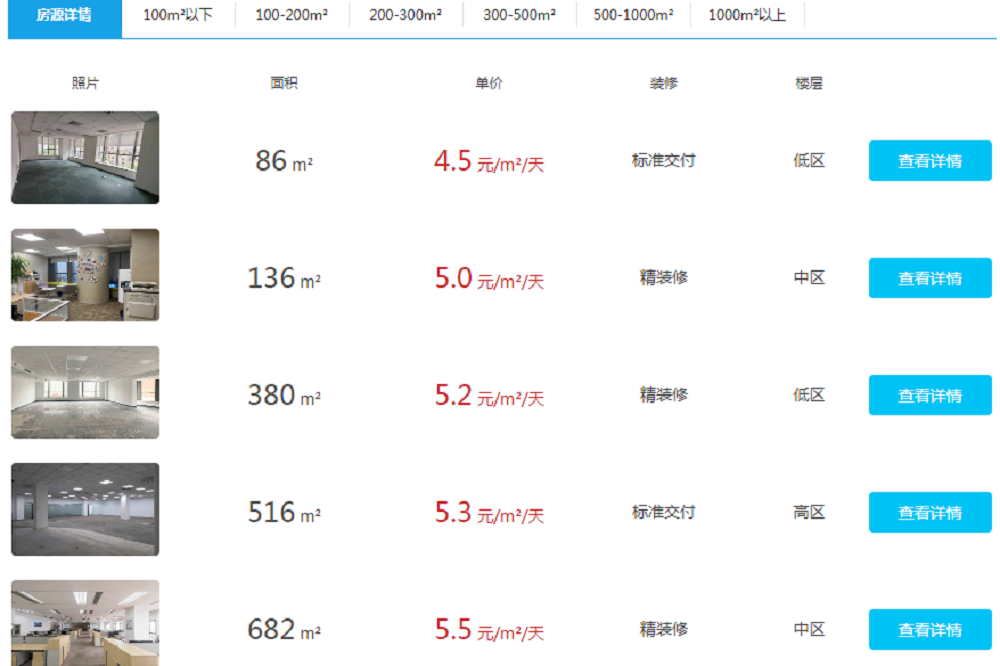 房源详情 100m²以下 100-200m² 200-300m² 300-500m² 500-1000m² 1000m²以上
照片 面积 单价 装修 楼层
86 m² 4.5 元/m²/天 标准交付 低区 查看详情
136 m² 5.0 元/m²/天 精装修 中区 查看详情
380 m² 5.2 元/m²/天 精装修 低区 查看详情
516 m² 5.3 元/m²/天 标准交付 高区 查看详情
682 m² 5.5 元/m²/天 精装修 中区 查看详情